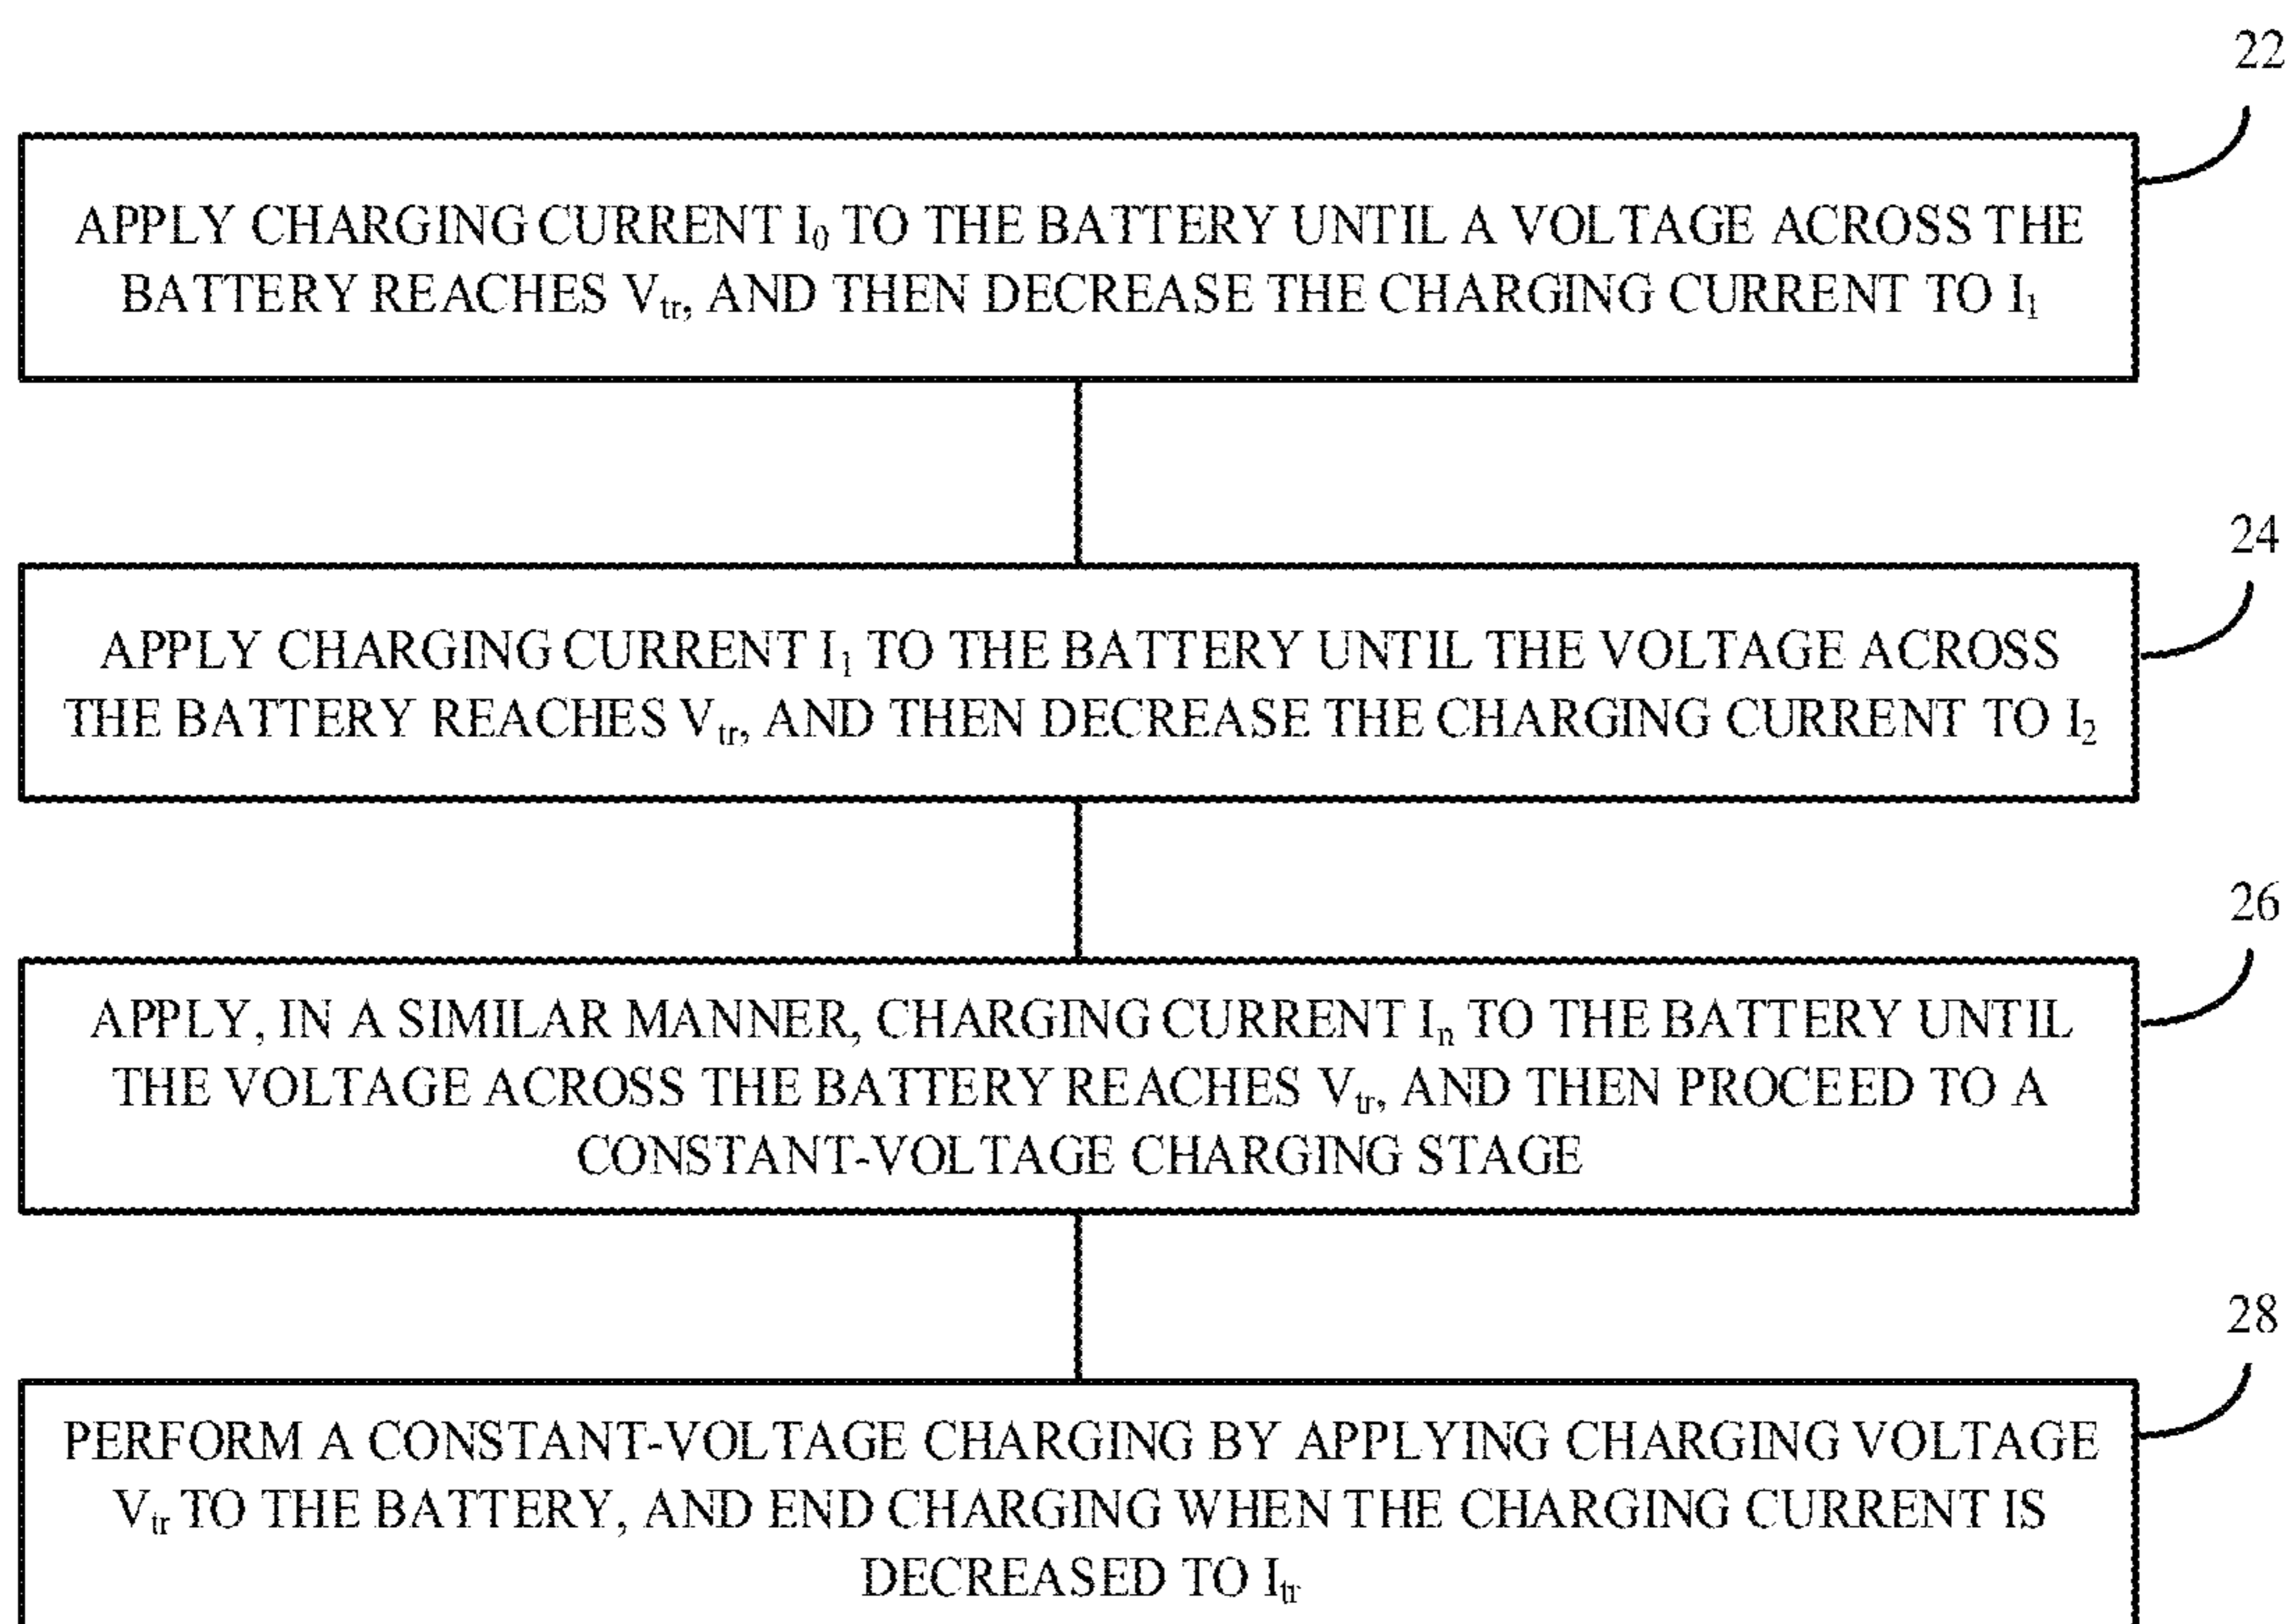 22
APPLY CHARGING CURRENT I₀ TO THE BATTERY UNTIL A VOLTAGE ACROSS THE
BATTERY REACHES Vtr, AND THEN DECREASE THE CHARGING CURRENT TO I₁
24
APPLY CHARGING CURRENT I₁ TO THE BATTERY UNTIL THE VOLTAGE ACROSS
THE BATTERY REACHES Vtr, AND THEN DECREASE THE CHARGING CURRENT TO I₂
26
APPLY, IN A SIMILAR MANNER, CHARGING CURRENT In TO THE BATTERY UNTIL
THE VOLTAGE ACROSS THE BATTERY REACHES Vtr, AND THEN PROCEED TO A
CONSTANT-VOLTAGE CHARGING STAGE
28
PERFORM A CONSTANT-VOLTAGE CHARGING BY APPLYING CHARGING VOLTAGE
Vtr TO THE BATTERY, AND END CHARGING WHEN THE CHARGING CURRENT IS
DECREASED TO Itr